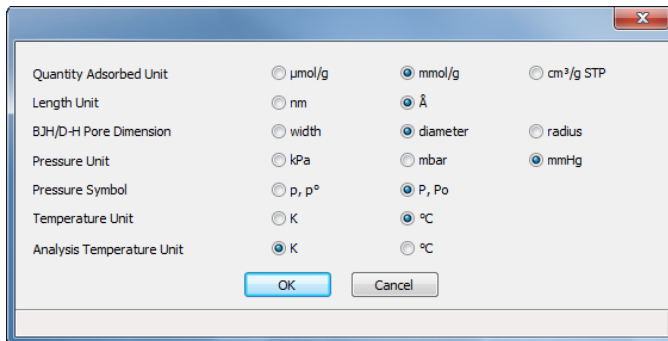 Quantity Adsorbed Unit µmol/g mmol/g cm³/g STP
Length Unit nm Å
BJH/D-H Pore Dimension width diameter radius
Pressure Unit kPa mbar mmHg
Pressure Symbol p, p° P, Po
Temperature Unit K °C
Analysis Temperature Unit K °C
OK Cancel